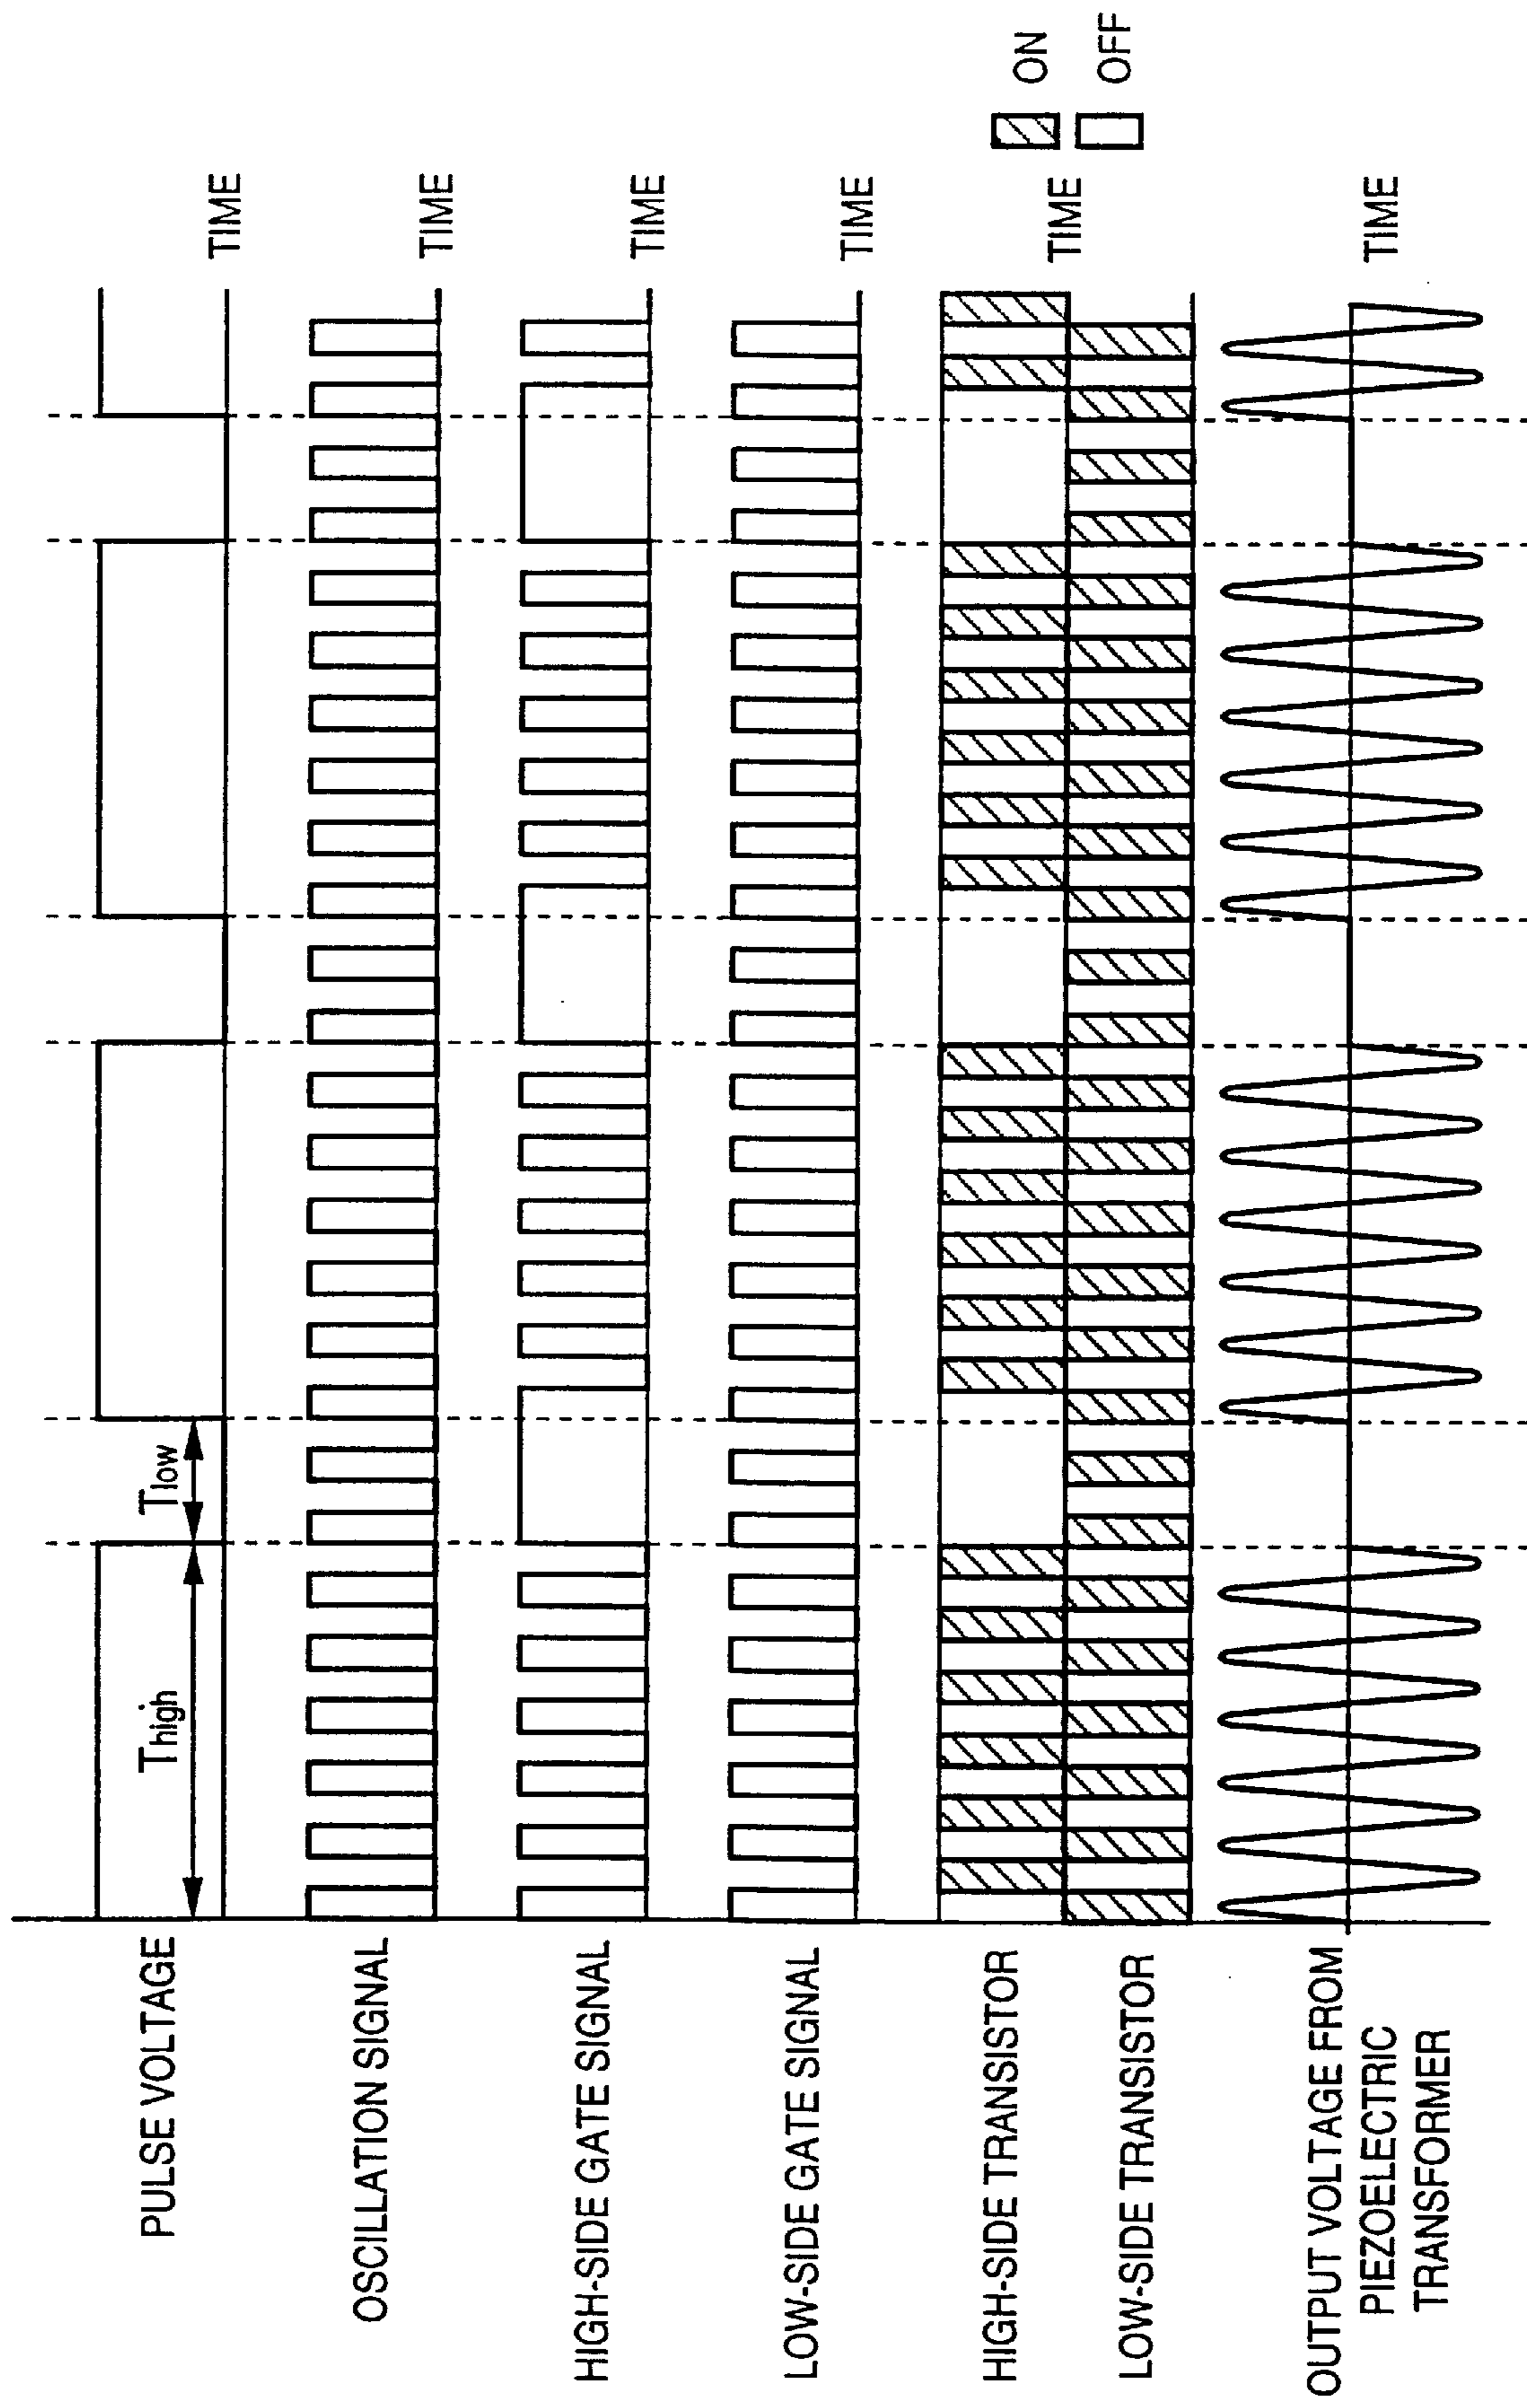 PULSE VOLTAGE
Thigh
Tlow
TIME
OSCILLATION SIGNAL
TIME
HIGH-SIDE GATE SIGNAL
TIME
LOW-SIDE GATE SIGNAL
TIME
HIGH-SIDE TRANSISTOR
TIME
LOW-SIDE TRANSISTOR
ON
OFF
OUTPUT VOLTAGE FROM
PIEZOELECTRIC
TRANSFORMER
TIME